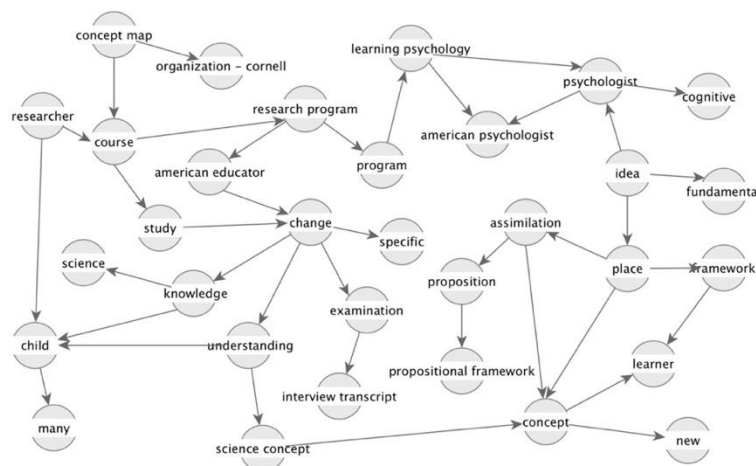 concept map
organization – cornell
learning psychology
psychologist
cognitive
researcher
research program
course
american psychologist
program
american educator
idea
fundamenta
study
change
specific
assimilation
science
knowledge
proposition
place
framework
examination
child
understanding
learner
propositional framework
interview transcript
many
science concept
concept
new